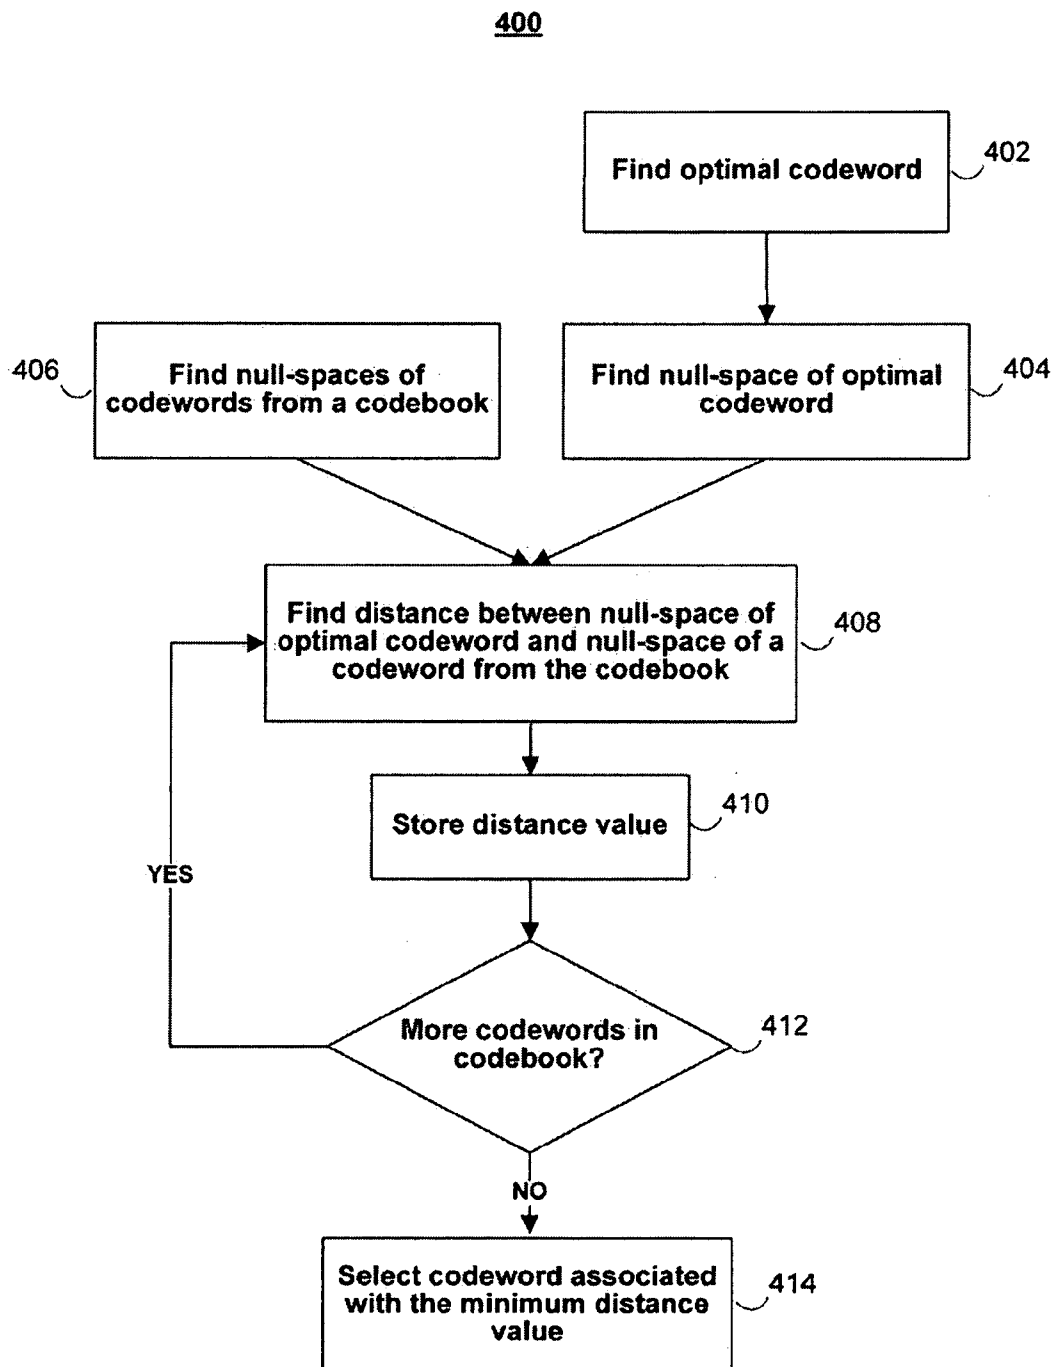 400
Find optimal codeword
402
406
Find null-spaces of
codewords from a codebook
Find null-space of optimal
codeword
404
Find distance between null-space of
optimal codeword and null-space of a
codeword from the codebook
408
Store distance value
410
YES
More codewords in
codebook?
412
NO
Select codeword associated
with the minimum distance
value
414